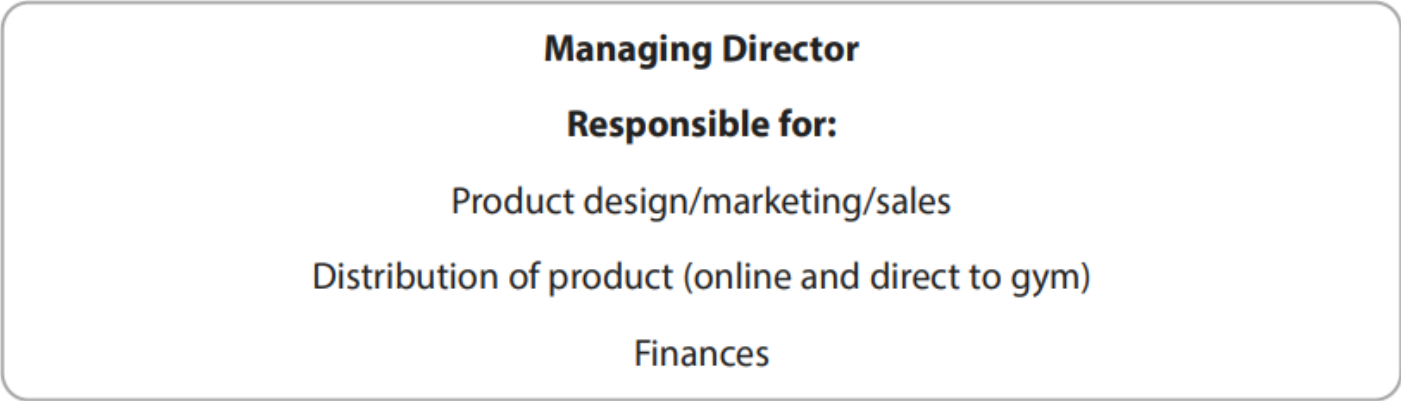 Managing Director
Responsible for:
Product design/marketing/sales
Distribution of product (online and direct to gym)
Finances